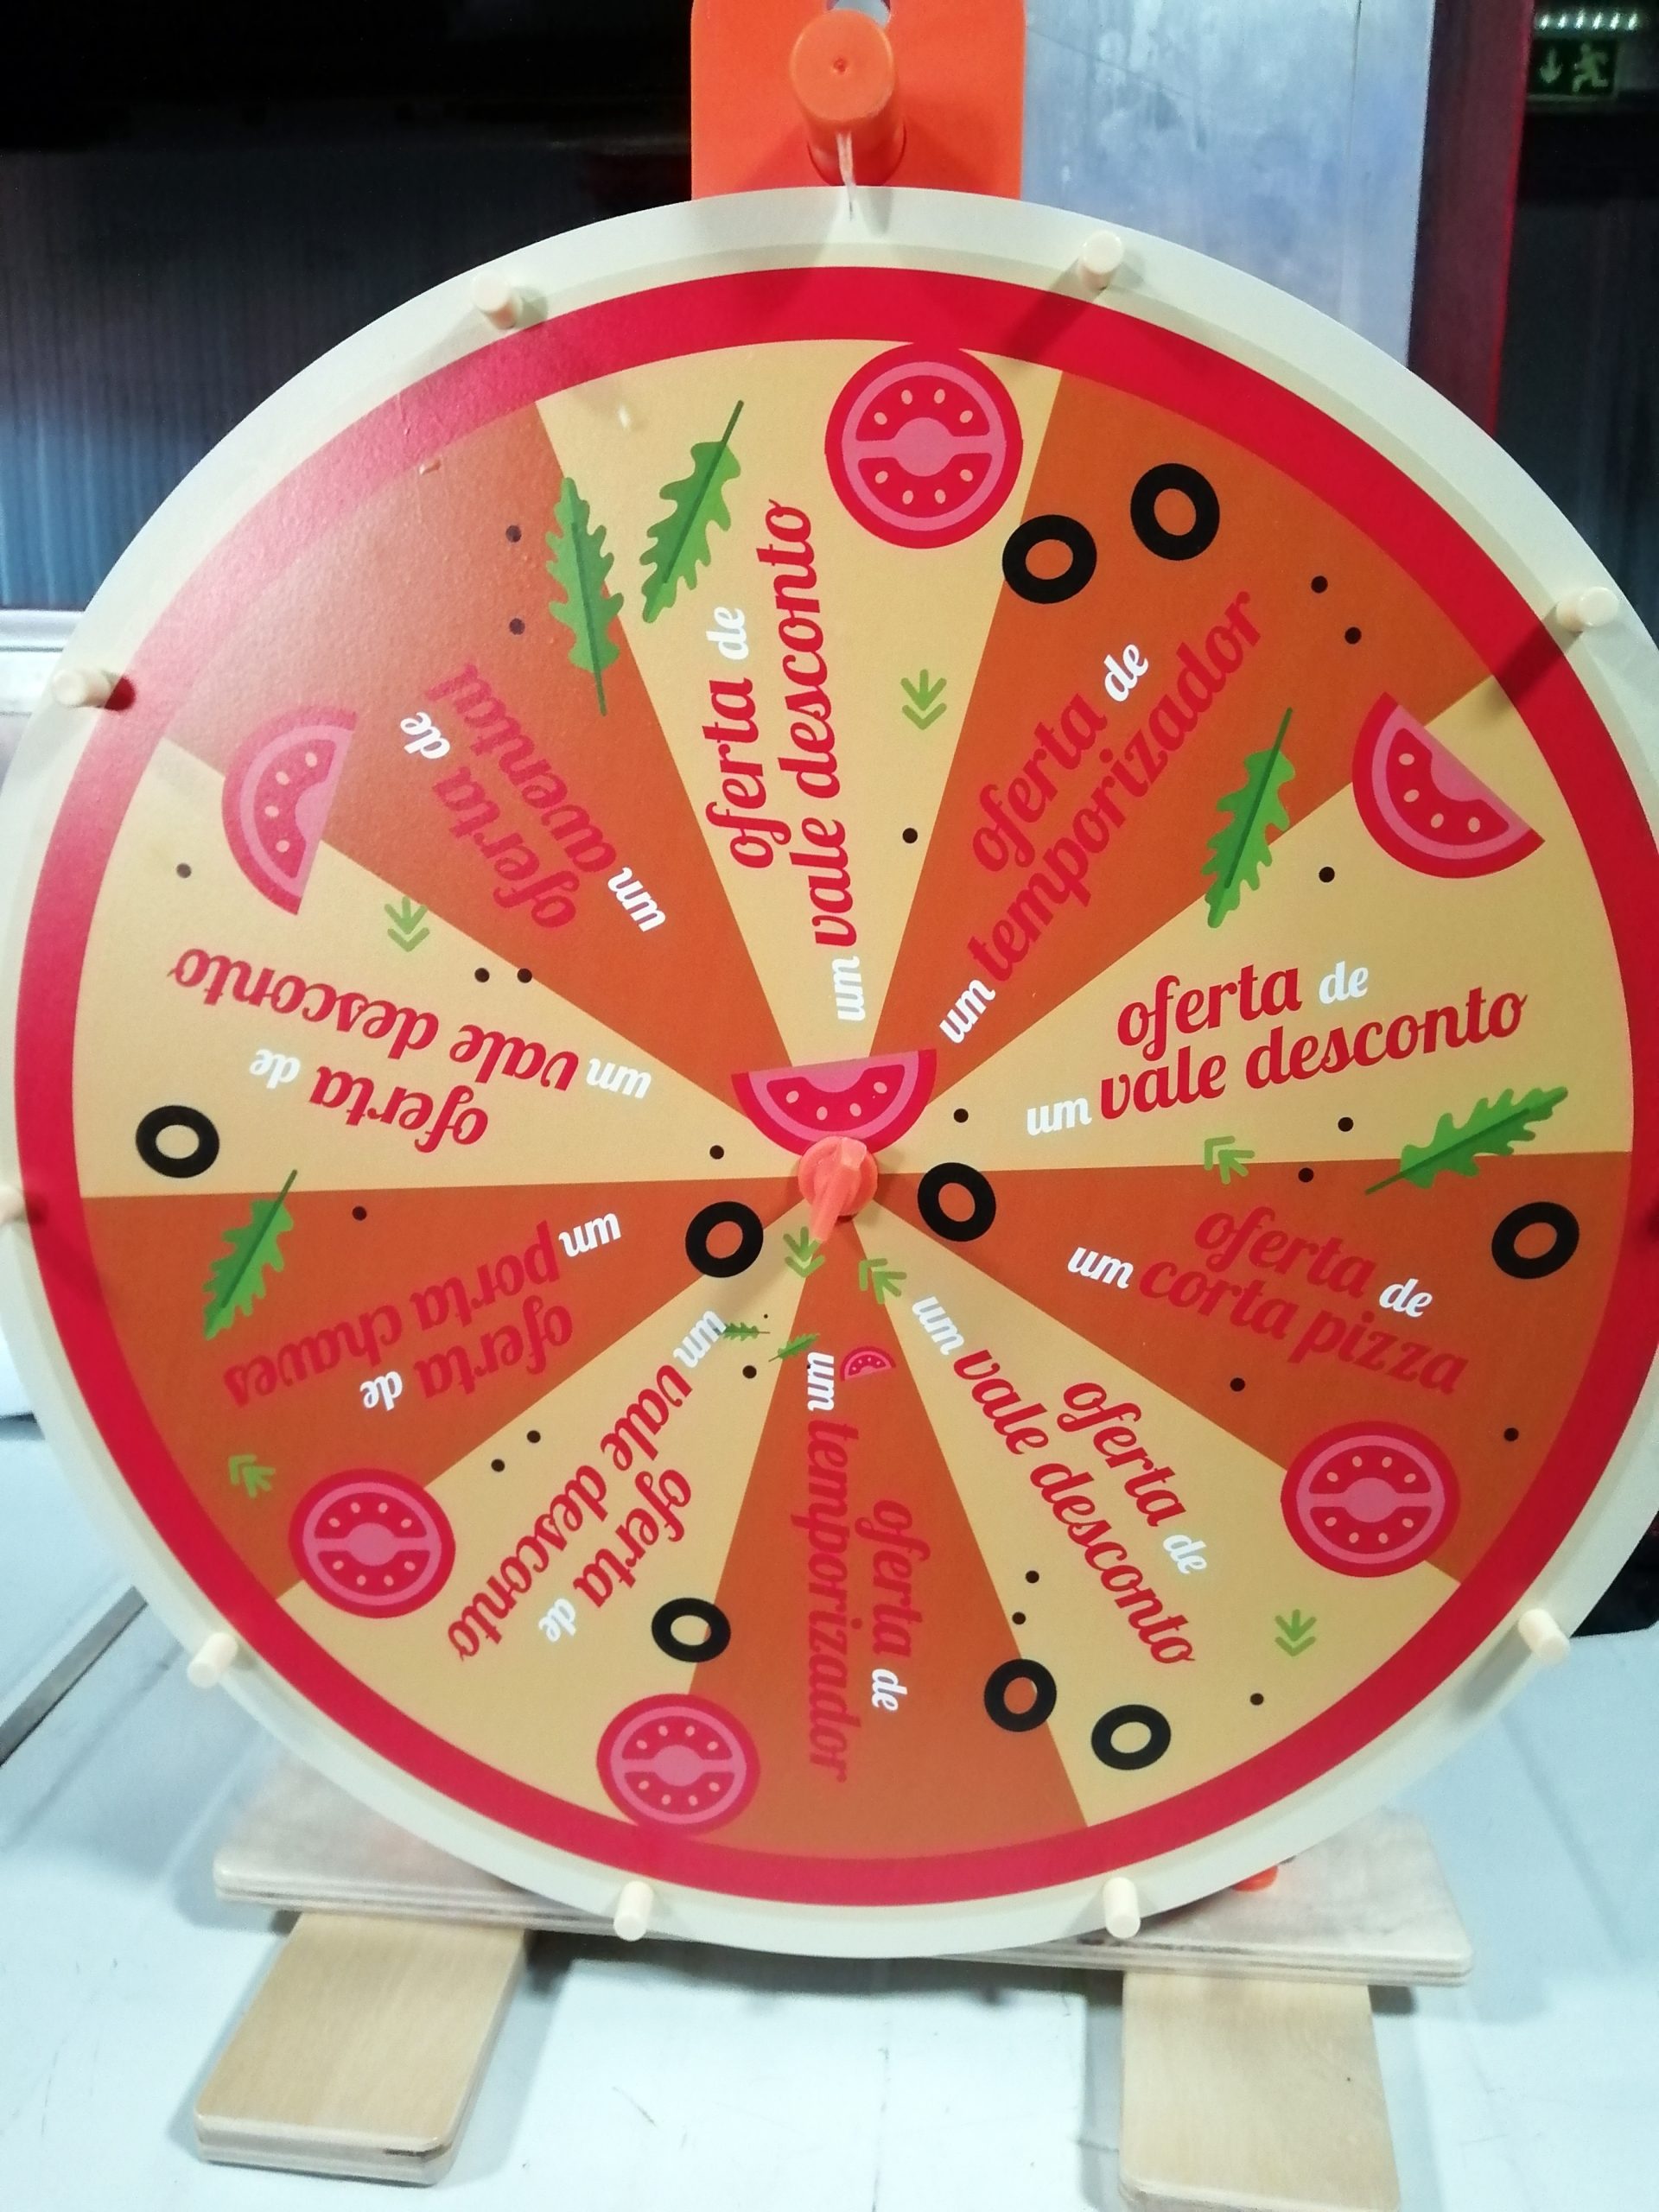 oferta de
um vale desconto
oferta de
um temporizador
oferta de
um vale desconto
oferta de
um corta pizza
oferta de
um vale desconto
oferta de
um temporizador
oferta de
um vale desconto
oferta de
um porta chaves
oferta de
um vale desconto
oferta de
um avental